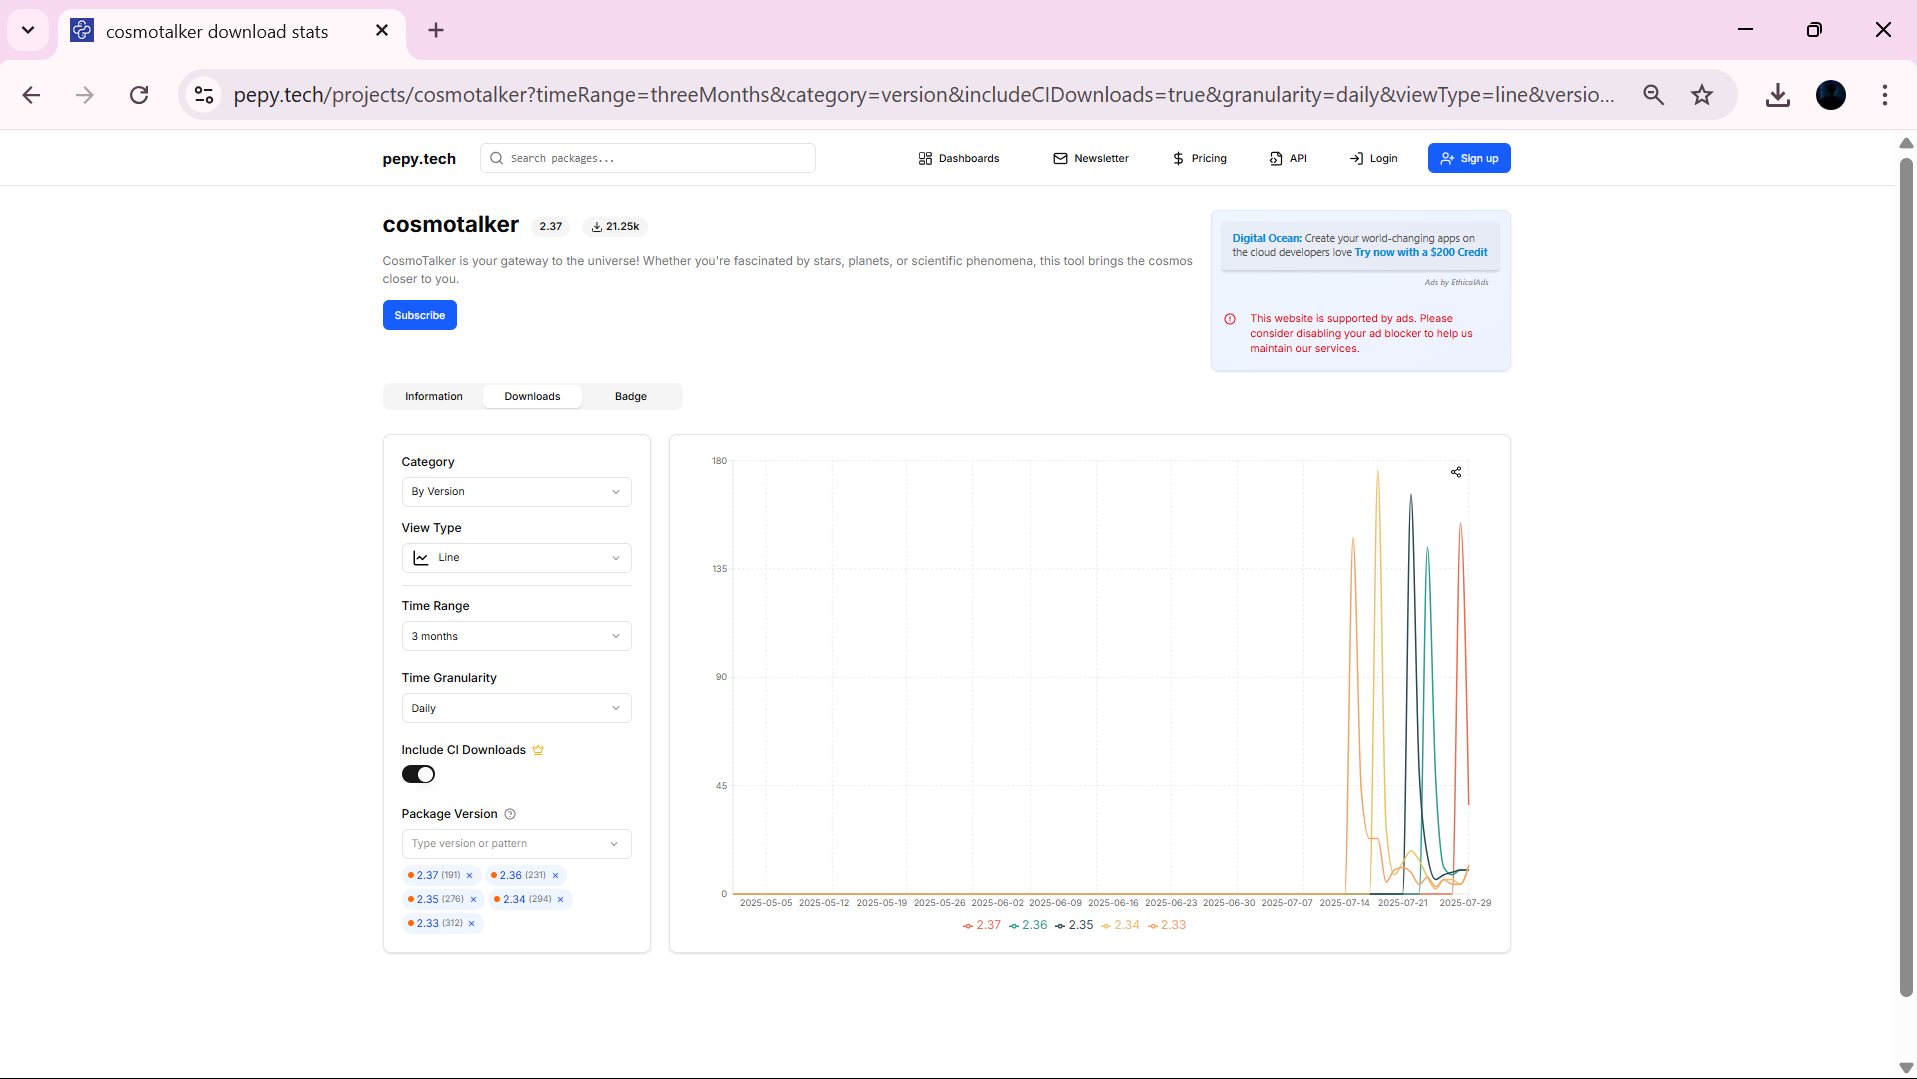 cosmotalker download stats
pepy.tech/projects/cosmotalker?timeRange=threeMonths&category=version&includeCIDownloads=true&granularity=daily&viewType=line&versio...
pepy.tech
Search packages...
Dashboards
Newsletter
Pricing
API
Login
Sign up
cosmotalker 2.37 21.25k
CosmoTalker is your gateway to the universe! Whether you're fascinated by stars, planets, or scientific phenomena, this tool brings the cosmos
closer to you.
Subscribe
Digital Ocean: Create your world-changing apps on
the cloud developers love Try now with a $200 Credit
Ads by EthicalAds
This website is supported by ads. Please
consider disabling your ad blocker to help us
maintain our services.
Information Downloads Badge
Category
By Version
View Type
Line
Time Range
3 months
Time Granularity
Daily
Include CI Downloads
Package Version
Type version or pattern
2.37 (191) × 2.36 (231) ×
2.35 (276) × 2.34 (294) ×
2.33 (312) ×
180
135
90
45
0
2025-05-05 2025-05-12 2025-05-19 2025-05-26 2025-06-02 2025-06-09 2025-06-16 2025-06-23 2025-06-30 2025-07-07 2025-07-14 2025-07-21 2025-07-29
2.37 2.36 2.35 2.34 2.33